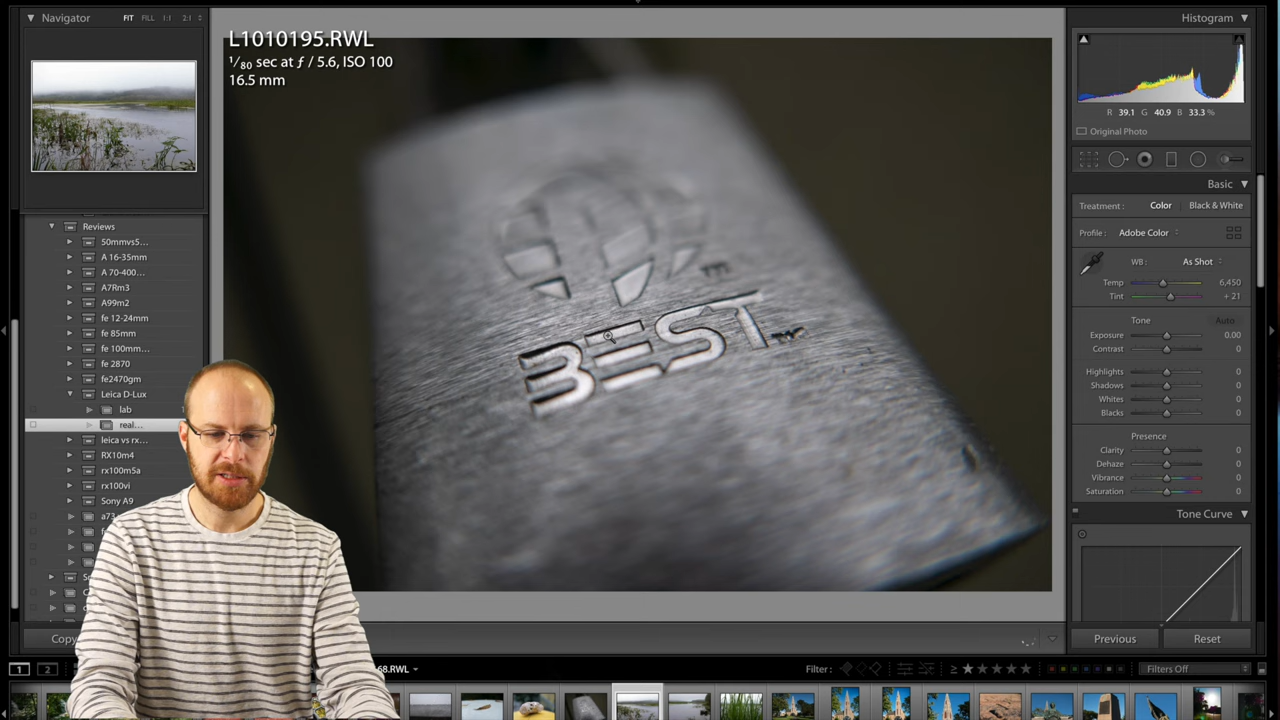 Navigator FIT FILL 1:1 2:1
Reviews
50mmvs5...
A 16-35mm
A 70-400...
A7Rm3
A99m2
fe 12-24mm
fe 85mm
fe 100mm...
fe 2870
fe2470gm
Leica D-Lux
lab
real...
leica vs rx...
RX10m4
rx100m5a
rx100vi
Sony A9
Copy
L1010195.RWL
1/80 sec at ƒ / 5.6, ISO 100
16.5 mm
BEST
Histogram
R 39.1 G 40.9 B 33.3 %
Original Photo
Basic
Treatment : Color Black & White
Profile : Adobe Color
WB : As Shot
Temp 6,450
Tint + 21
Tone Auto
Exposure 0.00
Contrast 0
Highlights 0
Shadows 0
Whites 0
Blacks 0
Presence
Clarity 0
Dehaze 0
Vibrance 0
Saturation 0
Tone Curve
Previous Reset
1 2 68.RWL Filter : ≥ Filters Off